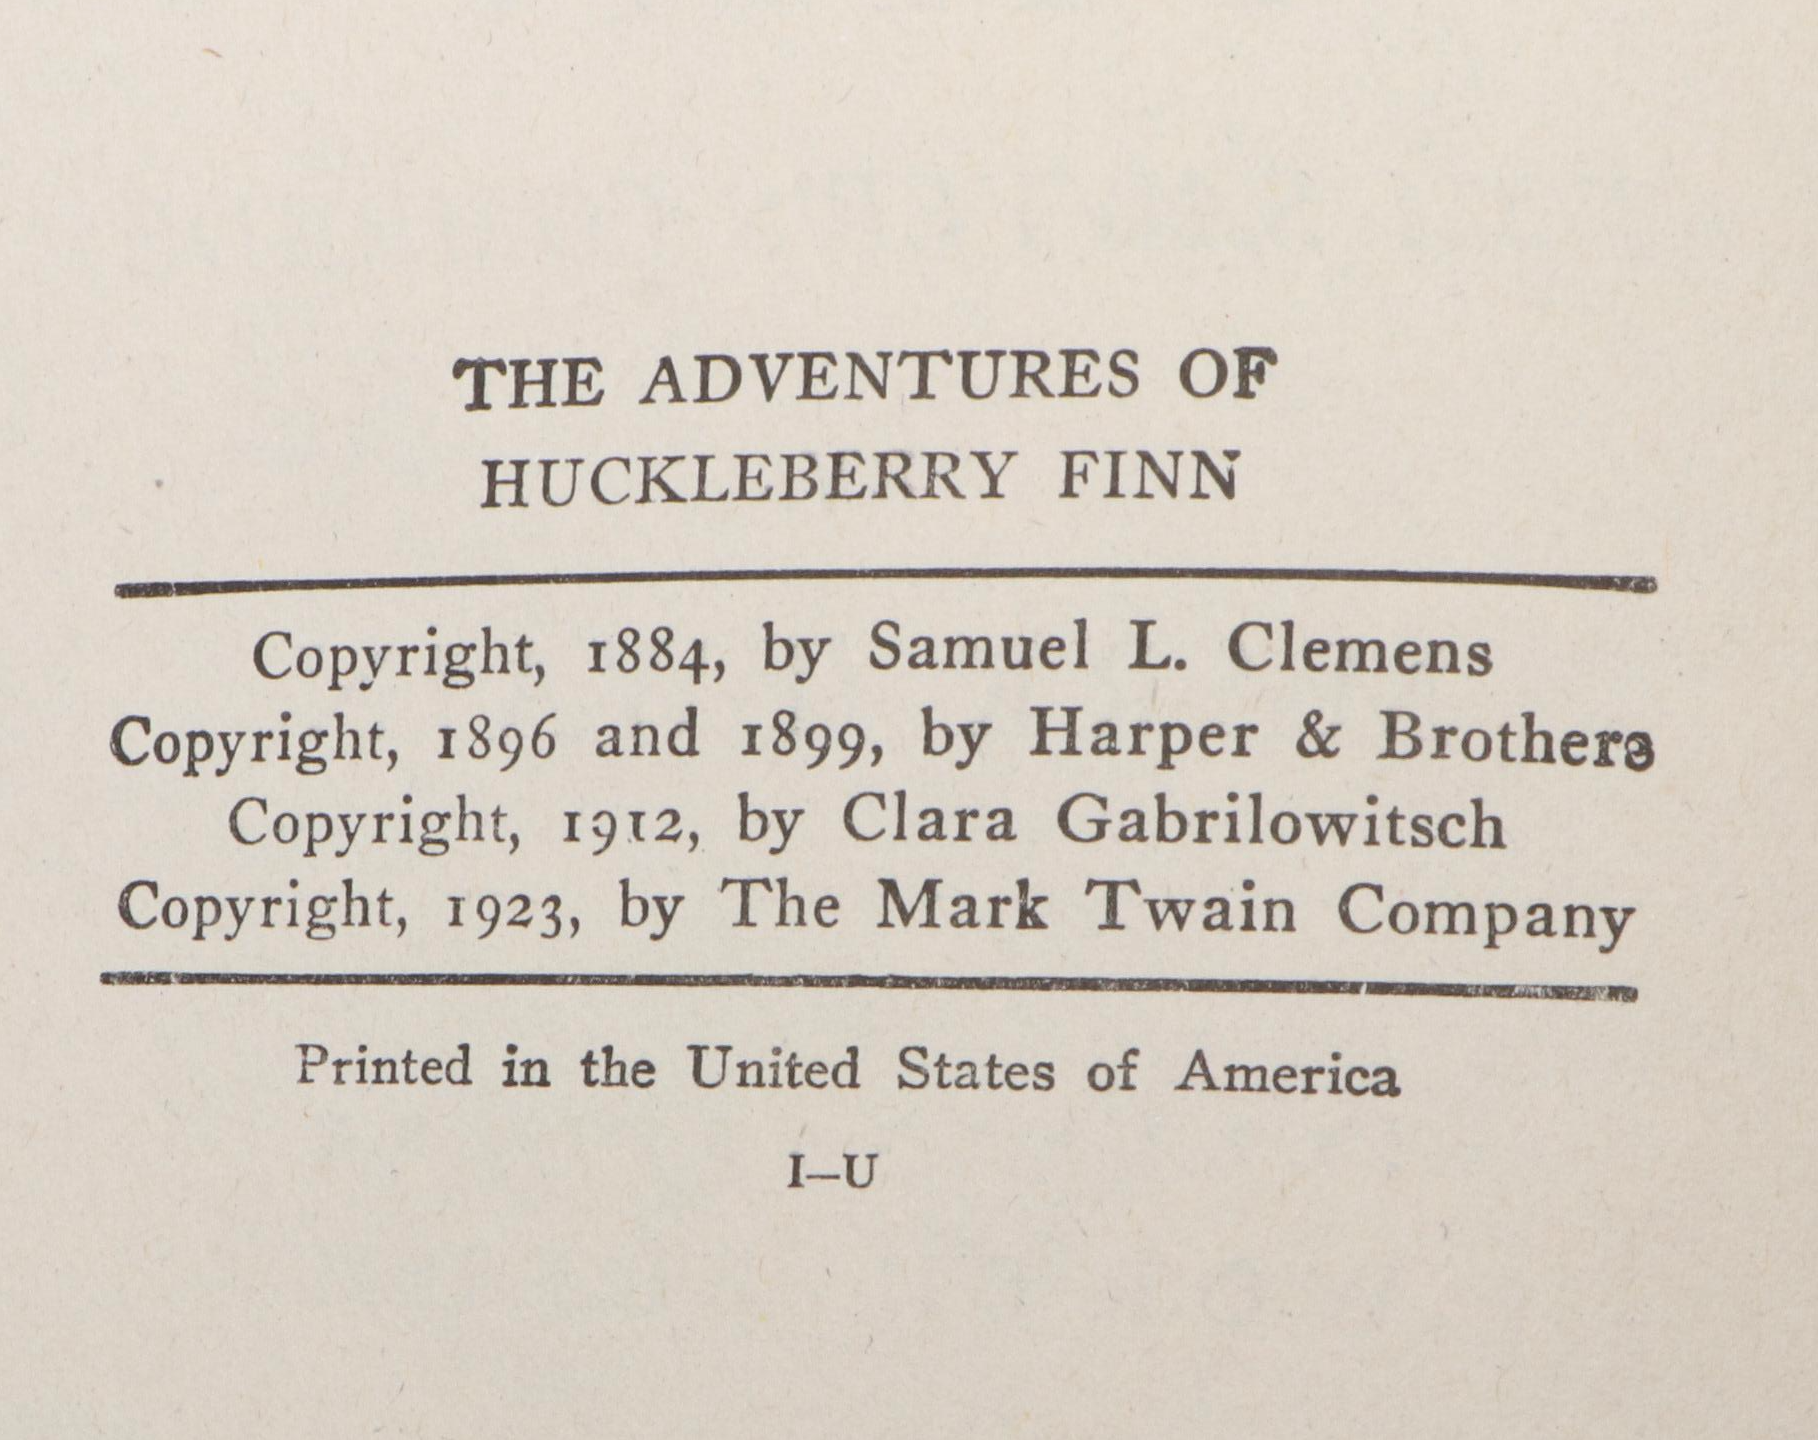 THE ADVENTURES OF
HUCKLEBERRY FINN
Copyright, 1884, by Samuel L. Clemens
Copyright, 1896 and 1899, by Harper & Brothers
Copyright, 1912, by Clara Gabrilowitsch
Copyright, 1923, by The Mark Twain Company
Printed in the United States of America
I–U